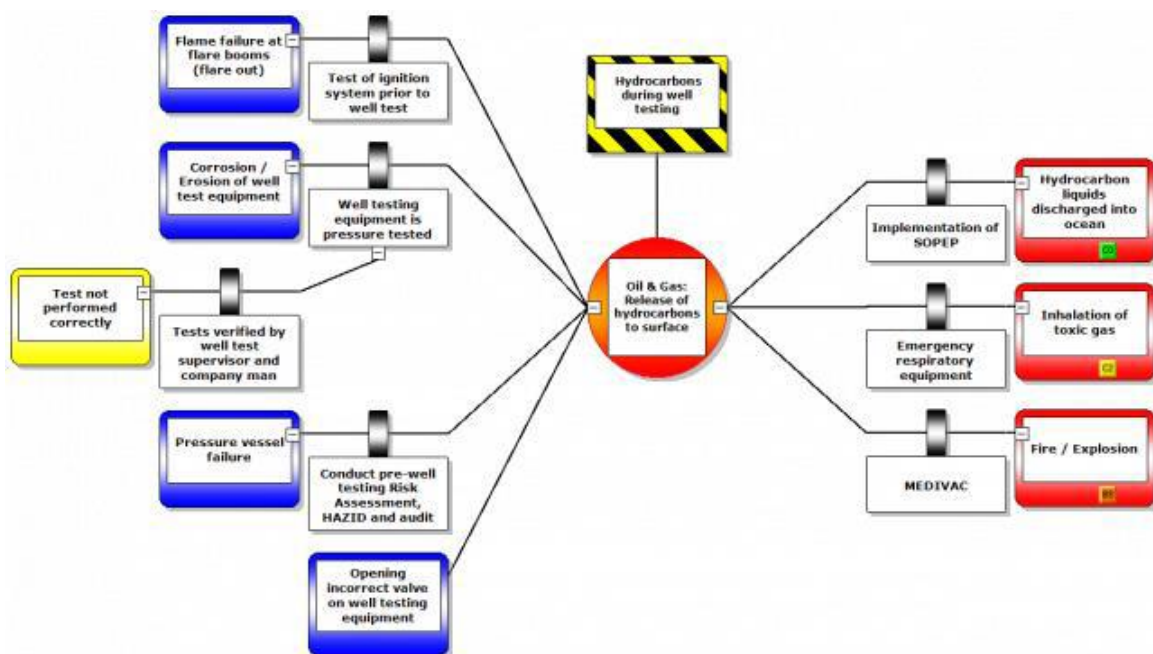 Flame failure at
flare booms
(flare out)
Test of ignition
system prior to
well test
Hydrocarbons
during well
testing
Corrosion /
Erosion of well
test equipment
Well testing
equipment is
pressure tested
Test not
performed
correctly
Tests verified by
well test
supervisor and
company man
Pressure vessel
failure
Conduct pre-well
testing Risk
Assessment,
HAZID and audit
Opening
incorrect valve
on well testing
equipment
Oil & Gas:
Release of
hydrocarbons
to surface
Implementation of
SOPEP
Hydrocarbon
liquids
discharged into
ocean
Emergency
respiratory
equipment
Inhalation of
toxic gas
C2
MEDIVAC
Fire / Explosion